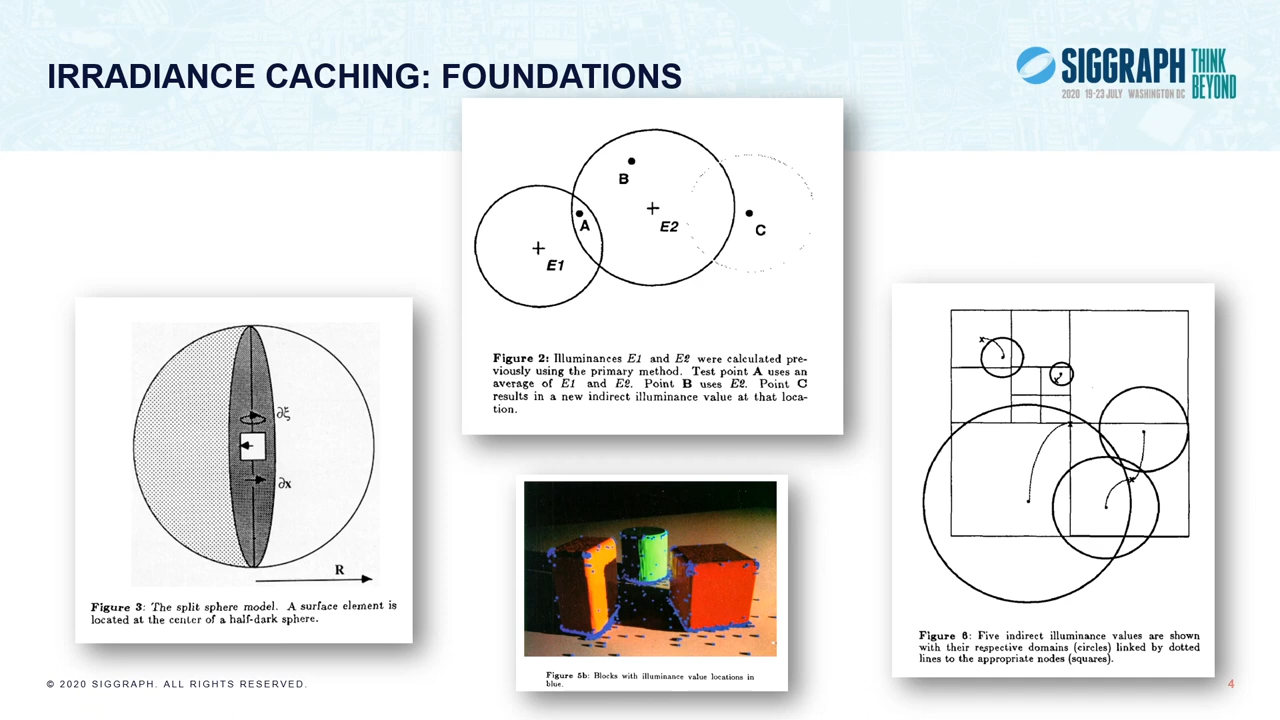 IRRADIANCE CACHING: FOUNDATIONS
SIGGRAPH THINK BEYOND
2020 19-23 JULY WASHINGTON DC
B
A
E2
C
E1
Figure 2: Illuminances E1 and E2 were calculated pre-
viously using the primary method. Test point A uses an
average of E1 and E2. Point B uses E2. Point C
results in a new indirect illuminance value at that loca-
tion.
∂ξ
∂x
R
Figure 3: The split sphere model. A surface element is
located at the center of a half-dark sphere.
Figure 5b: Blocks with illuminance value locations in
blue.
x
x
x
x
Figure 6: Five indirect illuminance values are shown
with their respective domains (circles) linked by dotted
lines to the appropriate nodes (squares).
© 2020 SIGGRAPH. ALL RIGHTS RESERVED.
4